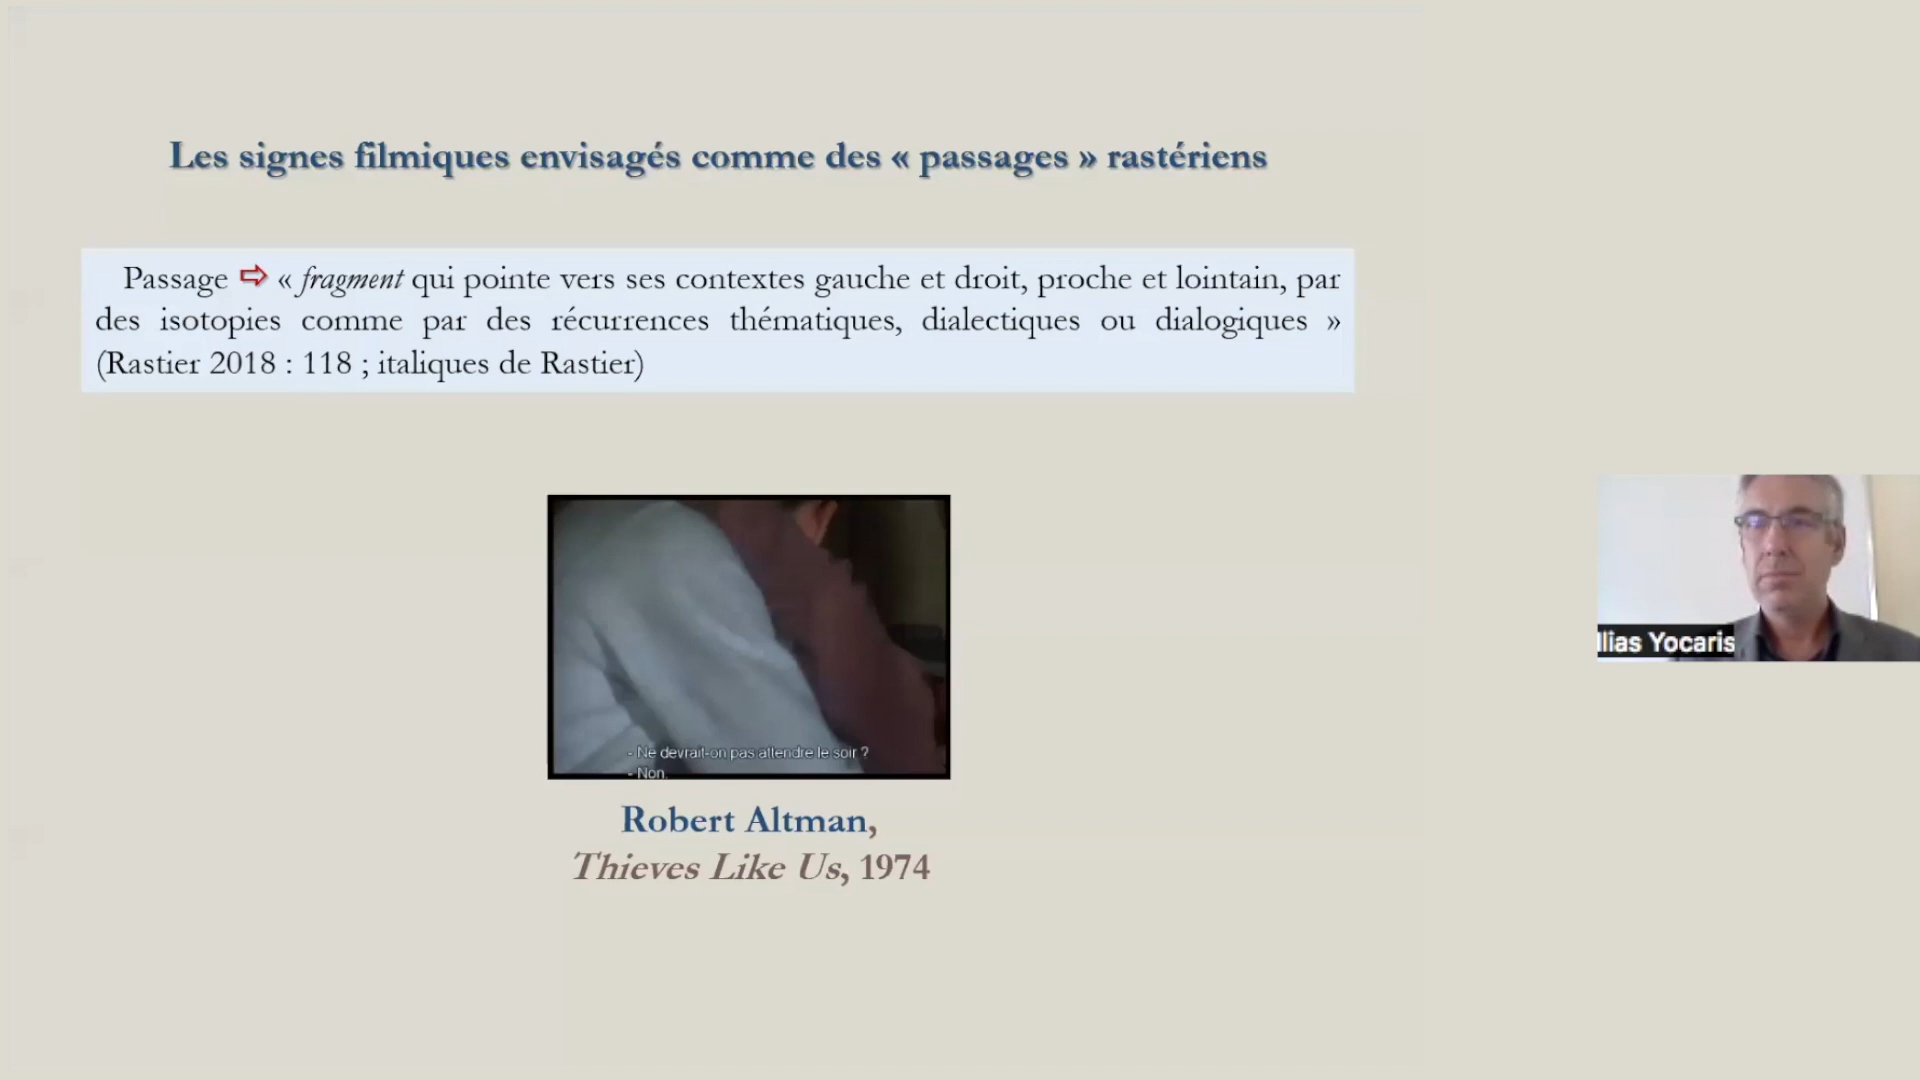 Les signes filmiques envisagés comme des « passages » rastériens
Passage ⇨ « fragment qui pointe vers ses contextes gauche et droit, proche et lointain, par
des isotopies comme par des récurrences thématiques, dialectiques ou dialogiques »
(Rastier 2018 : 118 ; italiques de Rastier)
- Ne devrait-on pas attendre le soir ?
- Non.
Robert Altman,
Thieves Like Us, 1974
Ilias Yocaris